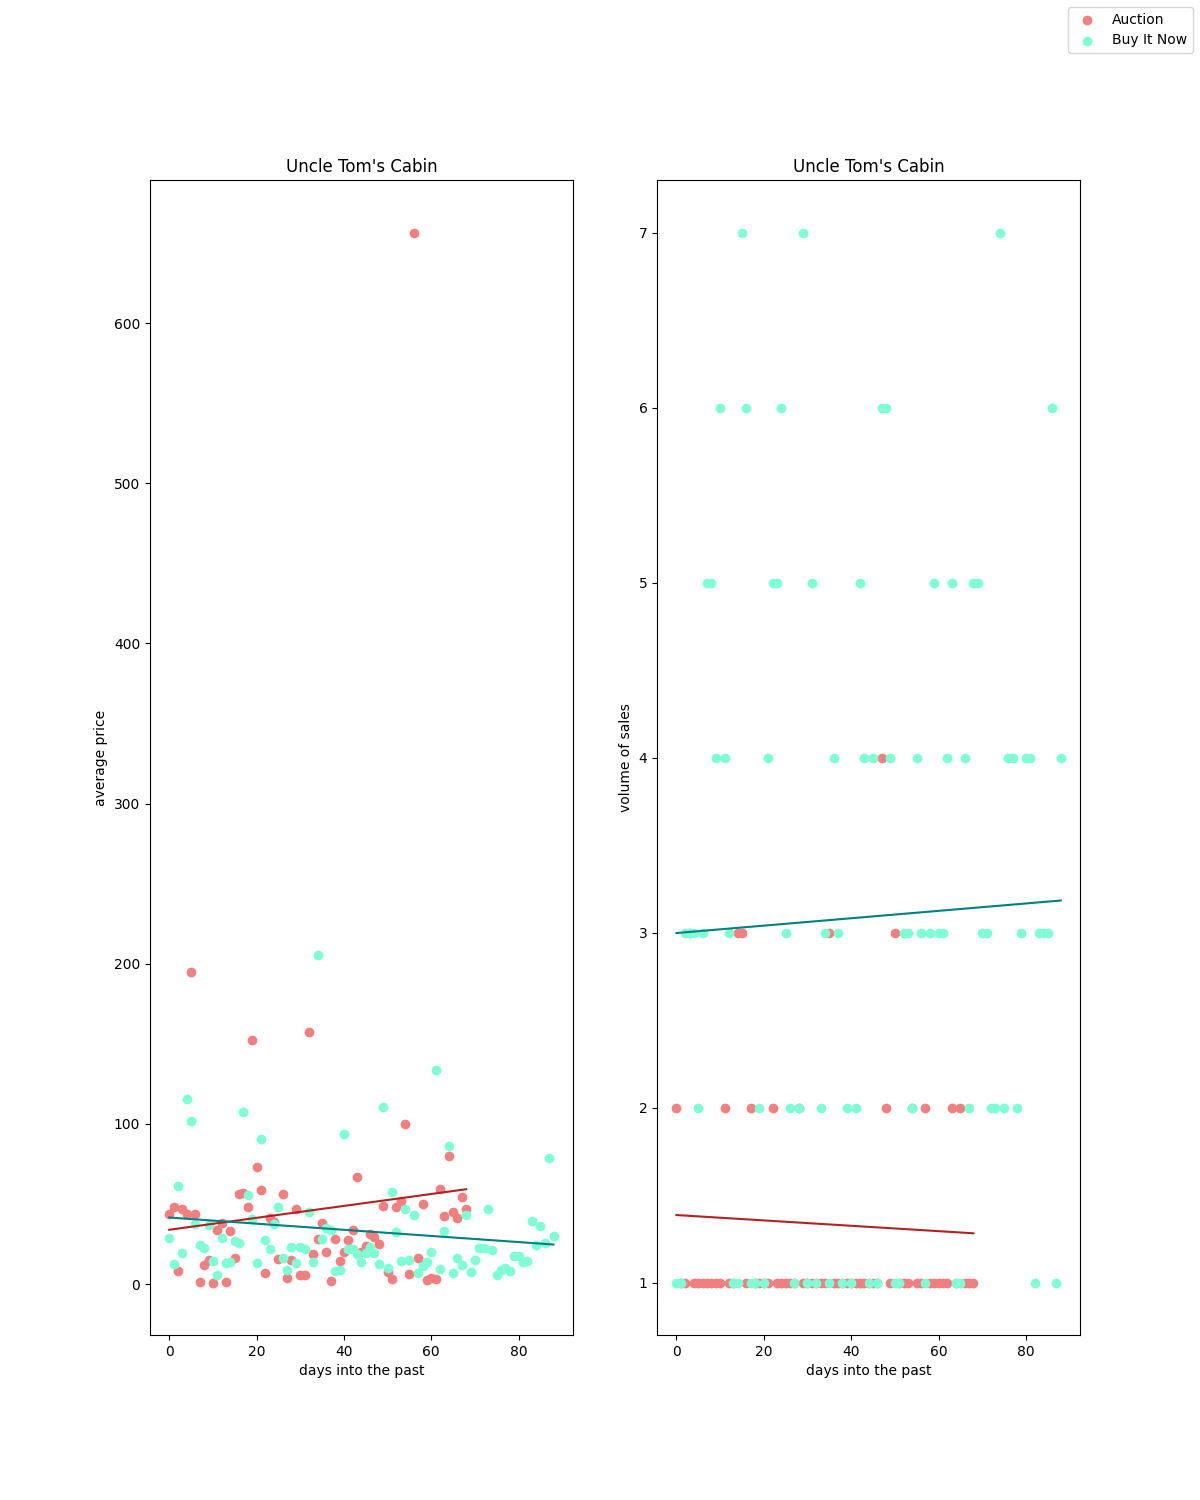 Auction
Buy It Now
Uncle Tom's Cabin
average price
600
500
400
300
200
100
0
0 20 40 60 80
days into the past
Uncle Tom's Cabin
volume of sales
7
6
5
4
3
2
1
0 20 40 60 80
days into the past